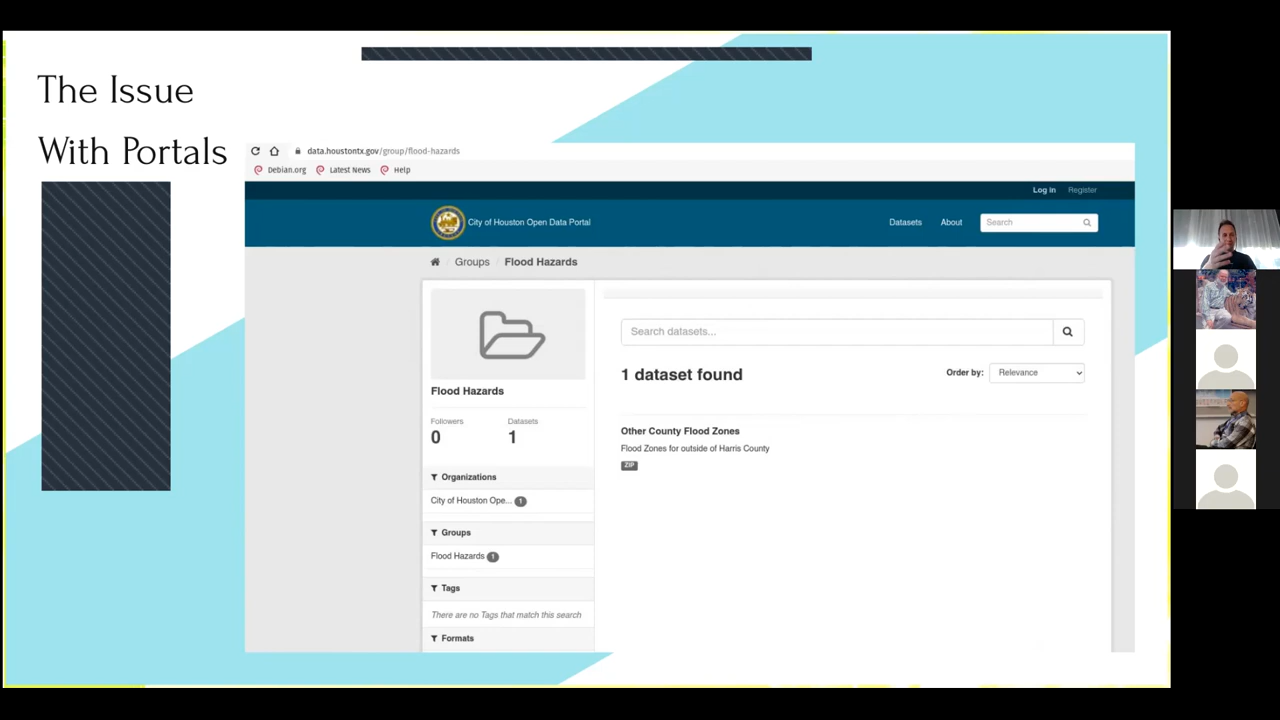 The Issue
With Portals
data.houstontx.gov/group/flood-hazards
Debian.org Latest News Help
Log in Register
City of Houston Open Data Portal Datasets About Search
/ Groups / Flood Hazards
Flood Hazards
Followers Datasets
0 1
Organizations
City of Houston Ope... 1
Groups
Flood Hazards 1
Tags
There are no Tags that match this search
Formats
Search datasets...
1 dataset found Order by: Relevance
Other County Flood Zones
Flood Zones for outside of Harris County
ZIP